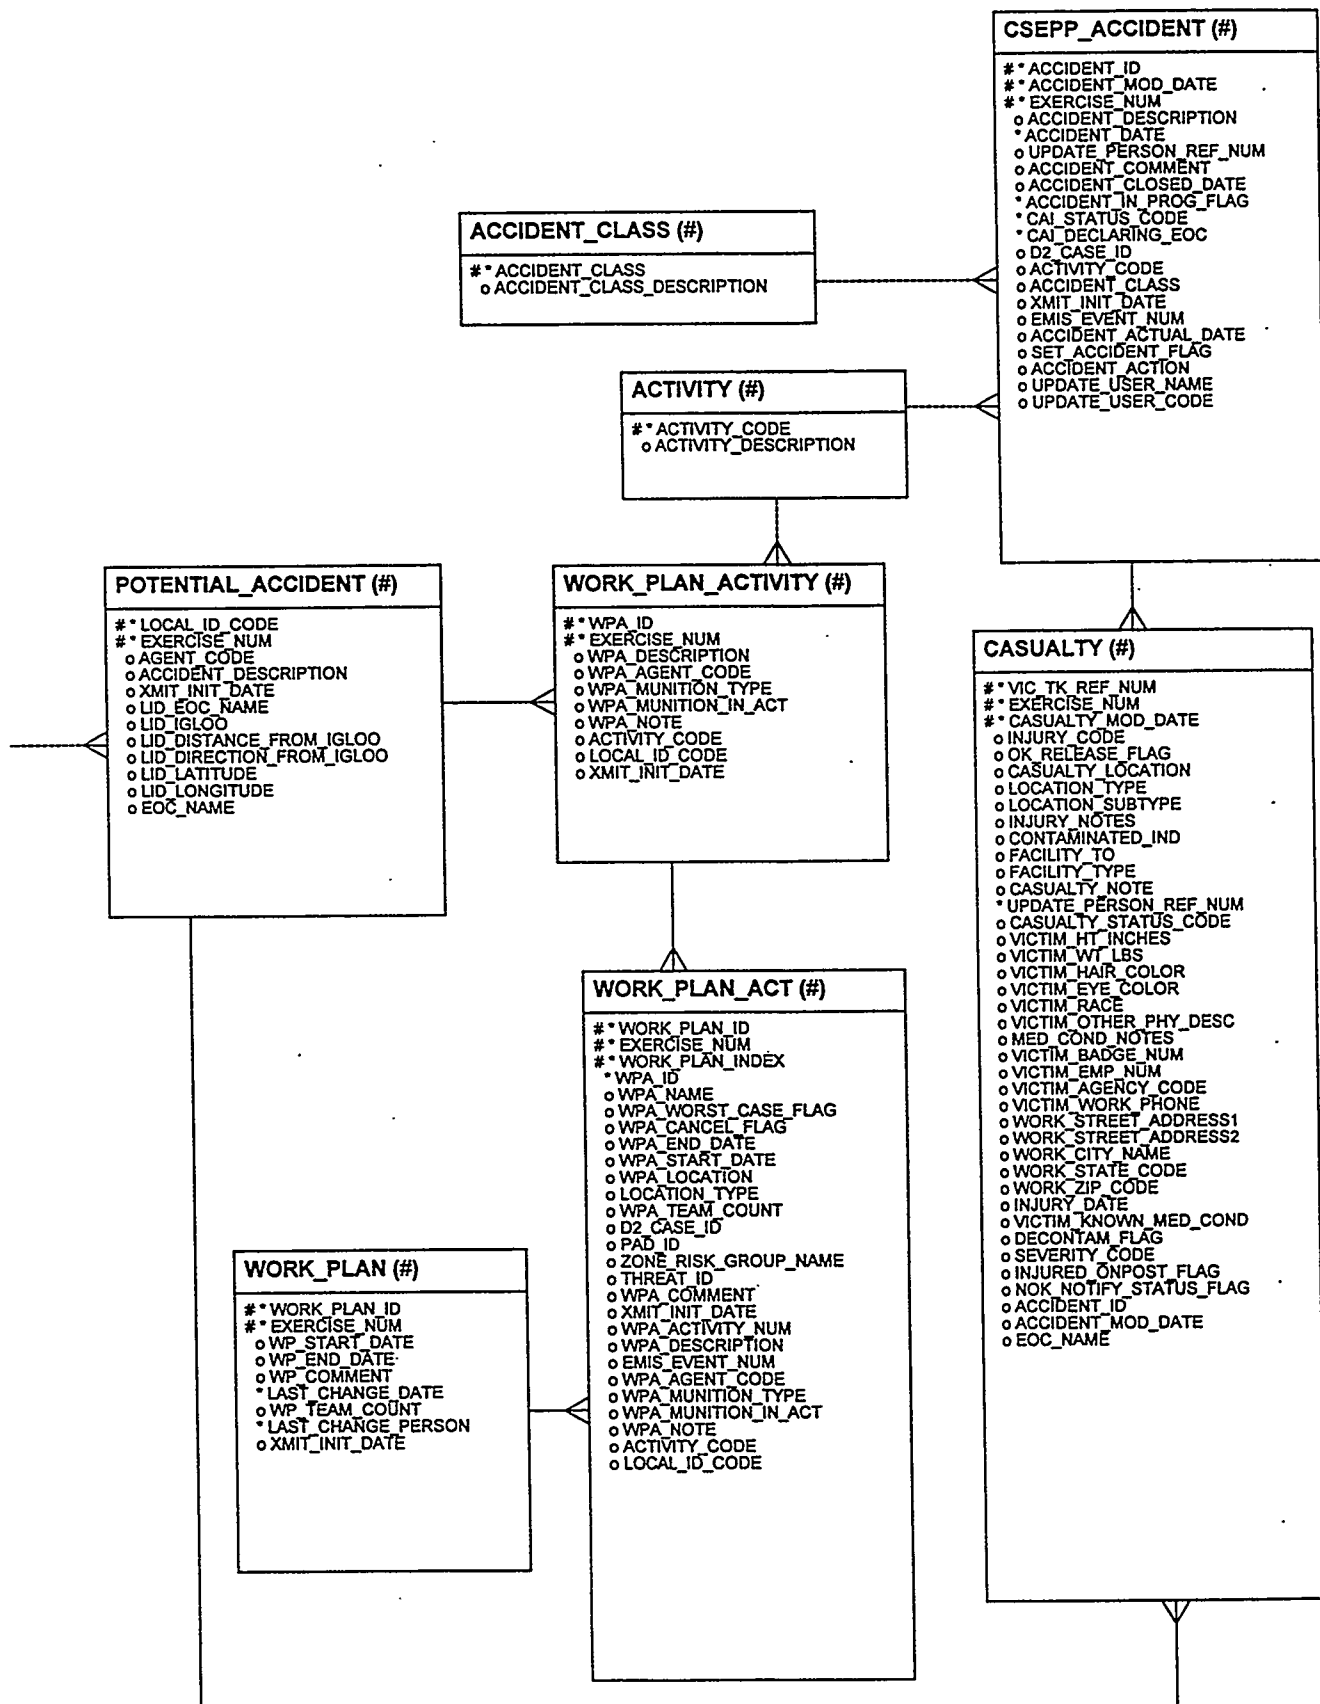 CSEPP_ACCIDENT (#)
#* ACCIDENT_ID
#* ACCIDENT_MOD_DATE
#* EXERCISE_NUM
o ACCIDENT_DESCRIPTION
* ACCIDENT_DATE
o UPDATE_PERSON_REF_NUM
o ACCIDENT_COMMENT
o ACCIDENT_CLOSED_DATE
* ACCIDENT_IN_PROG_FLAG
* CAI_STATUS_CODE
* CAI_DECLARING_EOC
o D2_CASE_ID
o ACTIVITY_CODE
o ACCIDENT_CLASS
o XMIT_INIT_DATE
o EMIS_EVENT_NUM
o ACCIDENT_ACTUAL_DATE
o SET_ACCIDENT_FLAG
o ACCIDENT_ACTION
o UPDATE_USER_NAME
o UPDATE_USER_CODE
ACCIDENT_CLASS (#)
#* ACCIDENT_CLASS
o ACCIDENT_CLASS_DESCRIPTION
ACTIVITY (#)
#* ACTIVITY_CODE
o ACTIVITY_DESCRIPTION
POTENTIAL_ACCIDENT (#)
#* LOCAL_ID_CODE
#* EXERCISE_NUM
o AGENT_CODE
o ACCIDENT_DESCRIPTION
o XMIT_INIT_DATE
o LID_EOC_NAME
o LID_IGLOO
o LID_DISTANCE_FROM_IGLOO
o LID_DIRECTION_FROM_IGLOO
o LID_LATITUDE
o LID_LONGITUDE
o EOC_NAME
WORK_PLAN_ACTIVITY (#)
#* WPA_ID
#* EXERCISE_NUM
o WPA_DESCRIPTION
o WPA_AGENT_CODE
o WPA_MUNITION_TYPE
o WPA_MUNITION_IN_ACT
o WPA_NOTE
o ACTIVITY_CODE
o LOCAL_ID_CODE
o XMIT_INIT_DATE
CASUALTY (#)
#* VIC_TK_REF_NUM
#* EXERCISE_NUM
#* CASUALTY_MOD_DATE
o INJURY_CODE
o OK_RELEASE_FLAG
o CASUALTY_LOCATION
o LOCATION_TYPE
o LOCATION_SUBTYPE
o INJURY_NOTES
o CONTAMINATED_IND
o FACILITY_TO
o FACILITY_TYPE
o CASUALTY_NOTE
* UPDATE_PERSON_REF_NUM
o CASUALTY_STATUS_CODE
o VICTIM_HT_INCHES
o VICTIM_WT_LBS
o VICTIM_HAIR_COLOR
o VICTIM_EYE_COLOR
o VICTIM_RACE
o VICTIM_OTHER_PHY_DESC
o MED_COND_NOTES
o VICTIM_BADGE_NUM
o VICTIM_EMP_NUM
o VICTIM_AGENCY_CODE
o VICTIM_WORK_PHONE
o WORK_STREET_ADDRESS1
o WORK_STREET_ADDRESS2
o WORK_CITY_NAME
o WORK_STATE_CODE
o WORK_ZIP_CODE
o INJURY_DATE
o VICTIM_KNOWN_MED_COND
o DECONTAM_FLAG
o SEVERITY_CODE
o INJURED_ONPOST_FLAG
o NOK_NOTIFY_STATUS_FLAG
o ACCIDENT_ID
o ACCIDENT_MOD_DATE
o EOC_NAME
WORK_PLAN_ACT (#)
#* WORK_PLAN_ID
#* EXERCISE_NUM
#* WORK_PLAN_INDEX
* WPA_ID
o WPA_NAME
o WPA_WORST_CASE_FLAG
o WPA_CANCEL_FLAG
o WPA_END_DATE
o WPA_START_DATE
o WPA_LOCATION
o LOCATION_TYPE
o WPA_TEAM_COUNT
o D2_CASE_ID
o PAD_ID
o ZONE_RISK_GROUP_NAME
o THREAT_ID
o WPA_COMMENT
o XMIT_INIT_DATE
o WPA_ACTIVITY_NUM
o WPA_DESCRIPTION
o EMIS_EVENT_NUM
o WPA_AGENT_CODE
o WPA_MUNITION_TYPE
o WPA_MUNITION_IN_ACT
o WPA_NOTE
o ACTIVITY_CODE
o LOCAL_ID_CODE
WORK_PLAN (#)
#* WORK_PLAN_ID
#* EXERCISE_NUM
o WP_START_DATE
o WP_END_DATE
o WP_COMMENT
* LAST_CHANGE_DATE
o WP_TEAM_COUNT
* LAST_CHANGE_PERSON
o XMIT_INIT_DATE